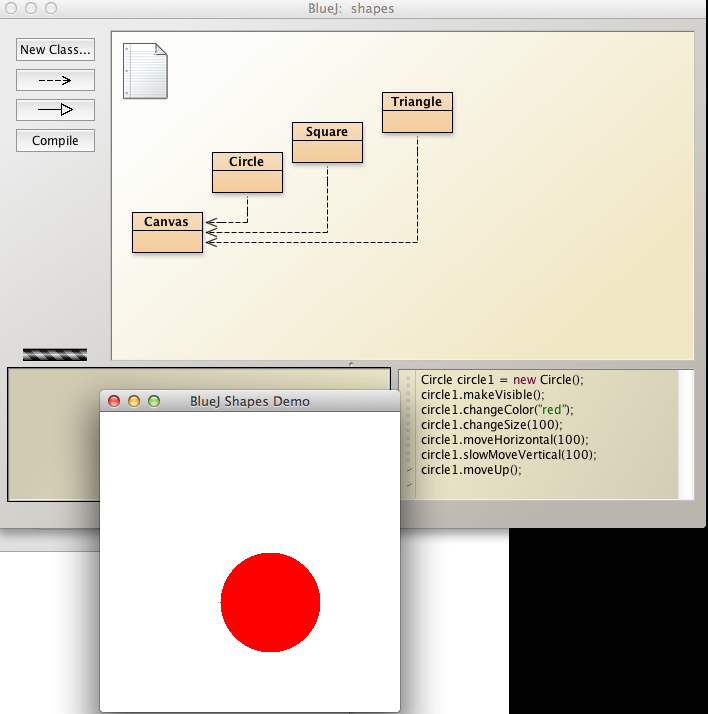 BlueJ: shapes
New Class...
Compile
Triangle
Square
Circle
Canvas
BlueJ Shapes Demo
Circle circle1 = new Circle();
circle1.makeVisible();
circle1.changeColor("red");
circle1.changeSize(100);
circle1.moveHorizontal(100);
circle1.slowMoveVertical(100);
circle1.moveUp();